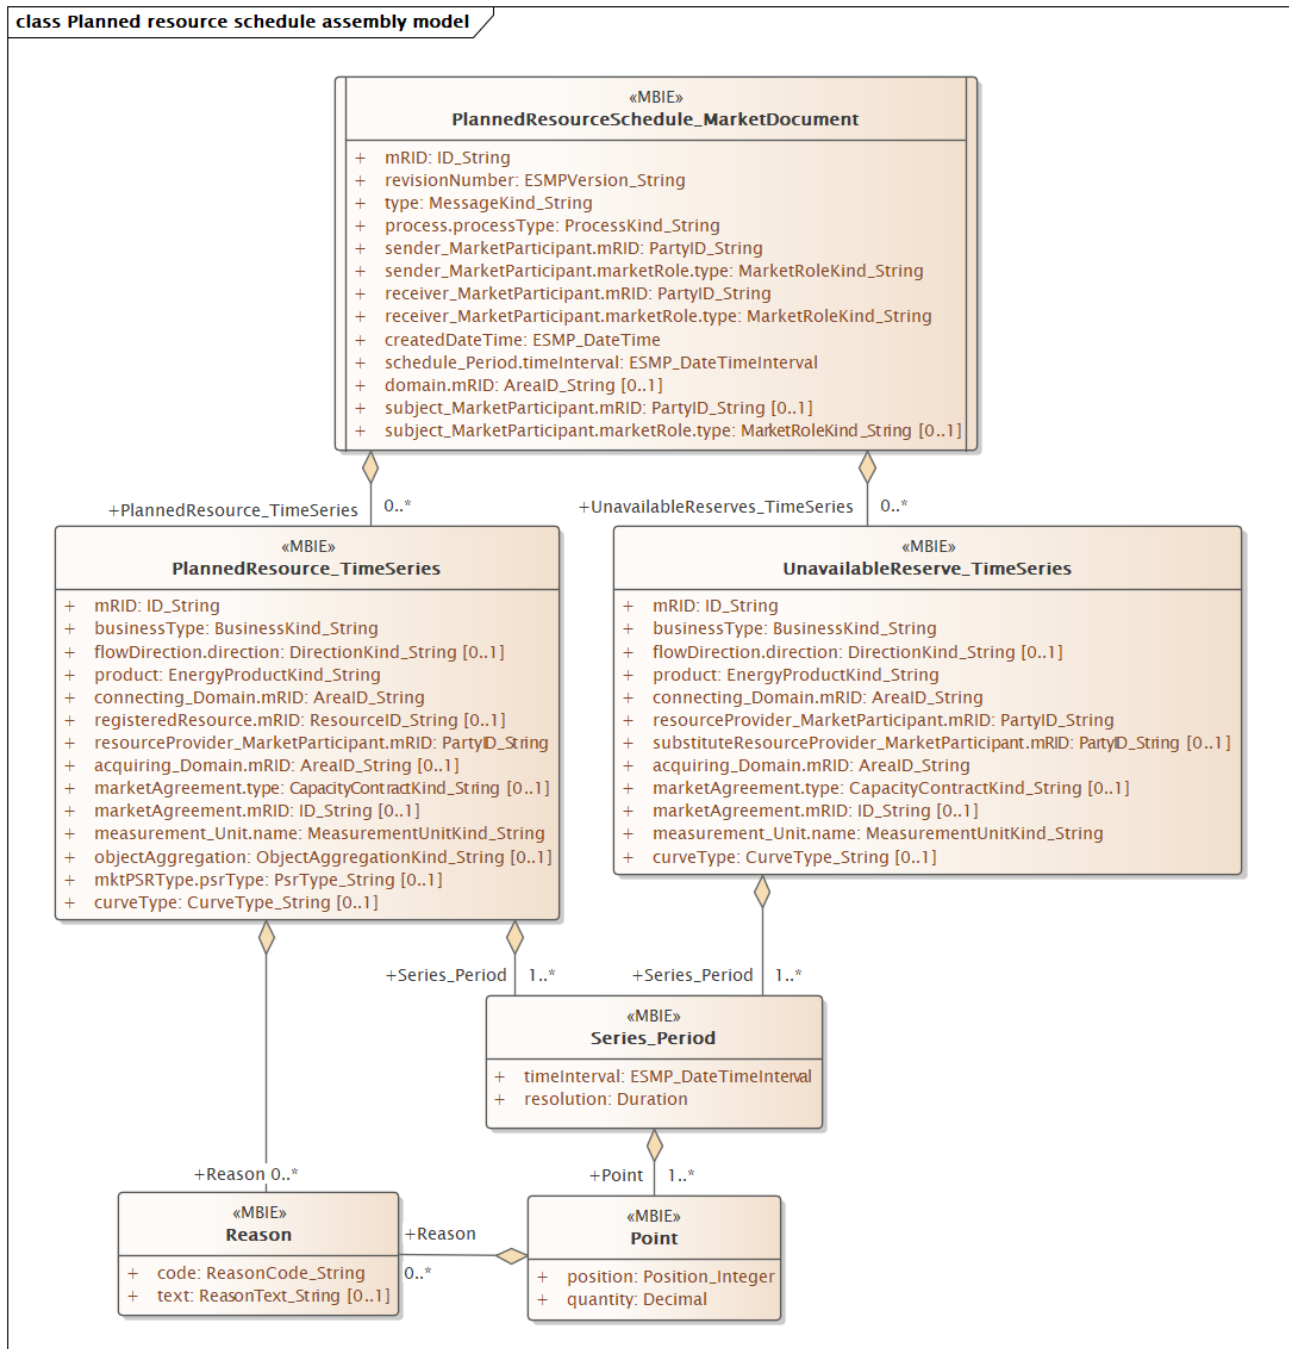 class Planned resource schedule assembly model
«MBIE»
PlannedResourceSchedule_MarketDocument
+ mRID: ID_String
+ revisionNumber: ESMPVersion_String
+ type: MessageKind_String
+ process.processType: ProcessKind_String
+ sender_MarketParticipant.mRID: PartyID_String
+ sender_MarketParticipant.marketRole.type: MarketRoleKind_String
+ receiver_MarketParticipant.mRID: PartyID_String
+ receiver_MarketParticipant.marketRole.type: MarketRoleKind_String
+ createdDateTime: ESMP_DateTime
+ schedule_Period.timeInterval: ESMP_DateTimeInterval
+ domain.mRID: AreaID_String [0..1]
+ subject_MarketParticipant.mRID: PartyID_String [0..1]
+ subject_MarketParticipant.marketRole.type: MarketRoleKind_String [0..1]
+PlannedResource_TimeSeries 0..*
+UnavailableReserves_TimeSeries 0..*
«MBIE»
PlannedResource_TimeSeries
+ mRID: ID_String
+ businessType: BusinessKind_String
+ flowDirection.direction: DirectionKind_String [0..1]
+ product: EnergyProductKind_String
+ connecting_Domain.mRID: AreaID_String
+ registeredResource.mRID: ResourceID_String [0..1]
+ resourceProvider_MarketParticipant.mRID: PartyID_String
+ acquiring_Domain.mRID: AreaID_String [0..1]
+ marketAgreement.type: CapacityContractKind_String [0..1]
+ marketAgreement.mRID: ID_String [0..1]
+ measurement_Unit.name: MeasurementUnitKind_String
+ objectAggregation: ObjectAggregationKind_String [0..1]
+ mktPSRType.psrType: PsrType_String [0..1]
+ curveType: CurveType_String [0..1]
«MBIE»
UnavailableReserve_TimeSeries
+ mRID: ID_String
+ businessType: BusinessKind_String
+ flowDirection.direction: DirectionKind_String [0..1]
+ product: EnergyProductKind_String
+ connecting_Domain.mRID: AreaID_String
+ resourceProvider_MarketParticipant.mRID: PartyID_String
+ substituteResourceProvider_MarketParticipant.mRID: PartyID_String [0..1]
+ acquiring_Domain.mRID: AreaID_String
+ marketAgreement.type: CapacityContractKind_String [0..1]
+ marketAgreement.mRID: ID_String [0..1]
+ measurement_Unit.name: MeasurementUnitKind_String
+ curveType: CurveType_String [0..1]
+Series_Period 1..*
+Series_Period 1..*
«MBIE»
Series_Period
+ timeInterval: ESMP_DateTimeInterval
+ resolution: Duration
+Reason 0..*
+Point 1..*
«MBIE»
Reason
+ code: ReasonCode_String
+ text: ReasonText_String [0..1]
+Reason
0..*
«MBIE»
Point
+ position: Position_Integer
+ quantity: Decimal